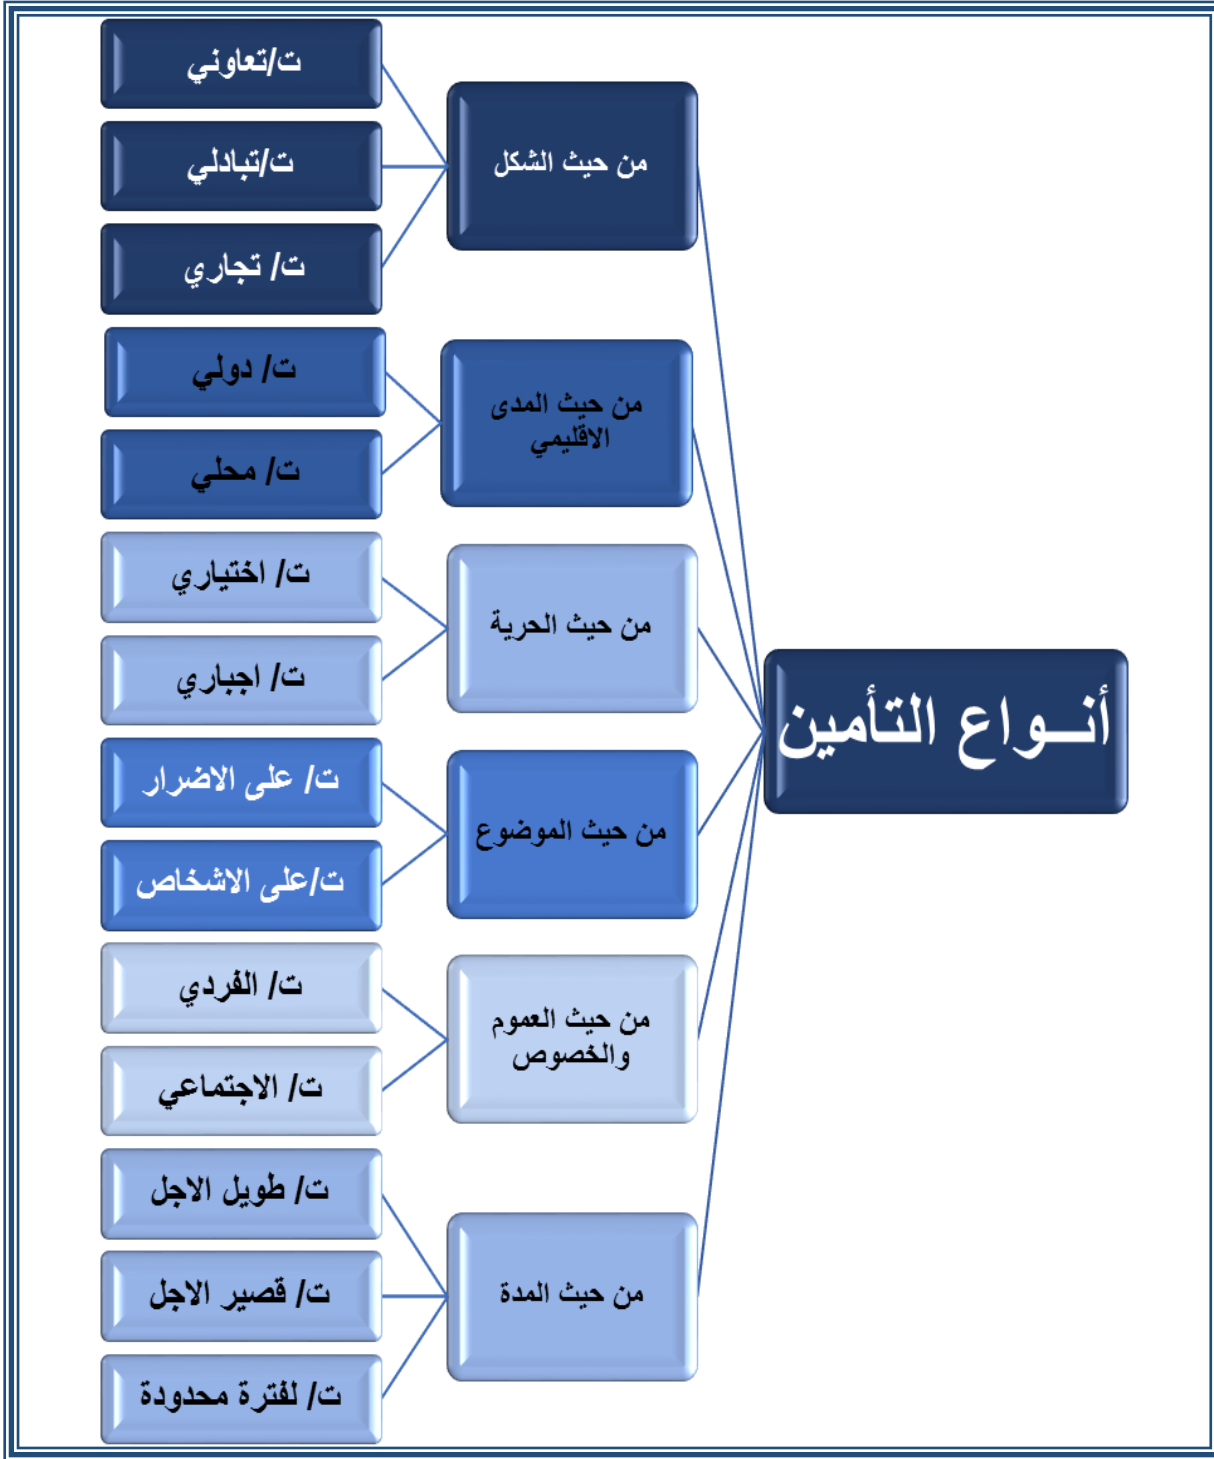 أنــواع التأمين
من حيث الشكل
ت/تعاوني
ت/تبادلي
ت/ تجاري
من حيث المدى
الاقليمي
ت/ دولي
ت/ محلي
من حيث الحرية
ت/ اختياري
ت/ اجباري
من حيث الموضوع
ت/ على الاضرار
ت/على الاشخاص
من حيث العموم
والخصوص
ت/ الفردي
ت/ الاجتماعي
من حيث المدة
ت/ طويل الاجل
ت/ قصير الاجل
ت/ لفترة محدودة